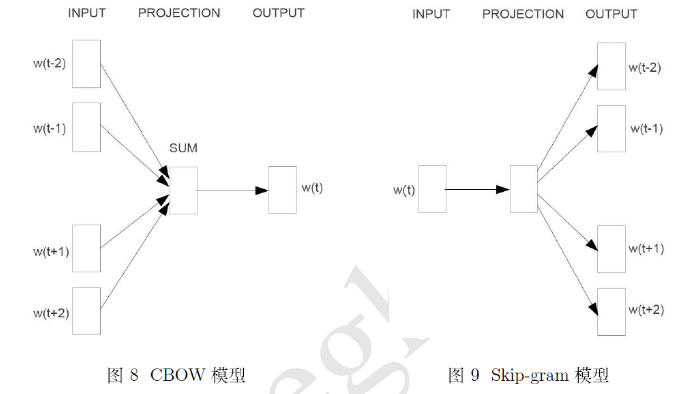 INPUT PROJECTION OUTPUT
w(t-2)
w(t-1)
SUM
w(t)
w(t+1)
w(t+2)
图 8 CBOW 模型
INPUT PROJECTION OUTPUT
w(t-2)
w(t-1)
w(t)
w(t+1)
w(t+2)
图 9 Skip-gram 模型